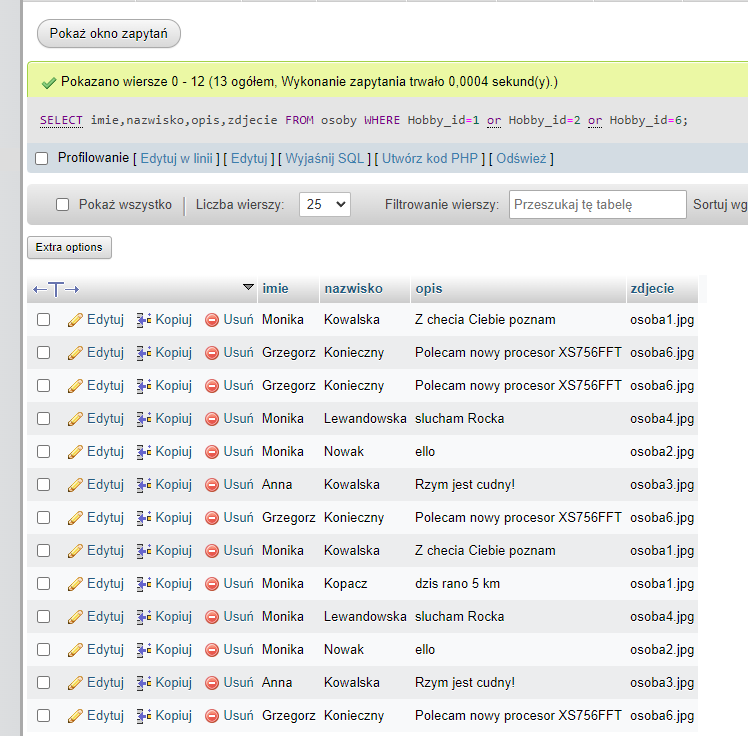 Pokaż okno zapytań
Pokazano wiersze 0 - 12 (13 ogółem, Wykonanie zapytania trwało 0,0004 sekund(y).)
SELECT imie,nazwisko,opis,zdjecie FROM osoby WHERE Hobby_id=1 or Hobby_id=2 or Hobby_id=6;
Profilowanie [ Edytuj w linii ] [ Edytuj ] [ Wyjaśnij SQL ] [ Utwórz kod PHP ] [ Odśwież ]
Pokaż wszystko | Liczba wierszy: 25 Filtrowanie wierszy: Przeszukaj tę tabelę Sortuj wg
Extra options
←T→ imie nazwisko opis zdjecie
Edytuj Kopiuj Usuń Monika Kowalska Z checia Ciebie poznam osoba1.jpg
Edytuj Kopiuj Usuń Grzegorz Konieczny Polecam nowy procesor XS756FFT osoba6.jpg
Edytuj Kopiuj Usuń Grzegorz Konieczny Polecam nowy procesor XS756FFT osoba6.jpg
Edytuj Kopiuj Usuń Monika Lewandowska slucham Rocka osoba4.jpg
Edytuj Kopiuj Usuń Monika Nowak ello osoba2.jpg
Edytuj Kopiuj Usuń Anna Kowalska Rzym jest cudny! osoba3.jpg
Edytuj Kopiuj Usuń Grzegorz Konieczny Polecam nowy procesor XS756FFT osoba6.jpg
Edytuj Kopiuj Usuń Monika Kowalska Z checia Ciebie poznam osoba1.jpg
Edytuj Kopiuj Usuń Monika Kopacz dzis rano 5 km osoba1.jpg
Edytuj Kopiuj Usuń Monika Lewandowska slucham Rocka osoba4.jpg
Edytuj Kopiuj Usuń Monika Nowak ello osoba2.jpg
Edytuj Kopiuj Usuń Anna Kowalska Rzym jest cudny! osoba3.jpg
Edytuj Kopiuj Usuń Grzegorz Konieczny Polecam nowy procesor XS756FFT osoba6.jpg